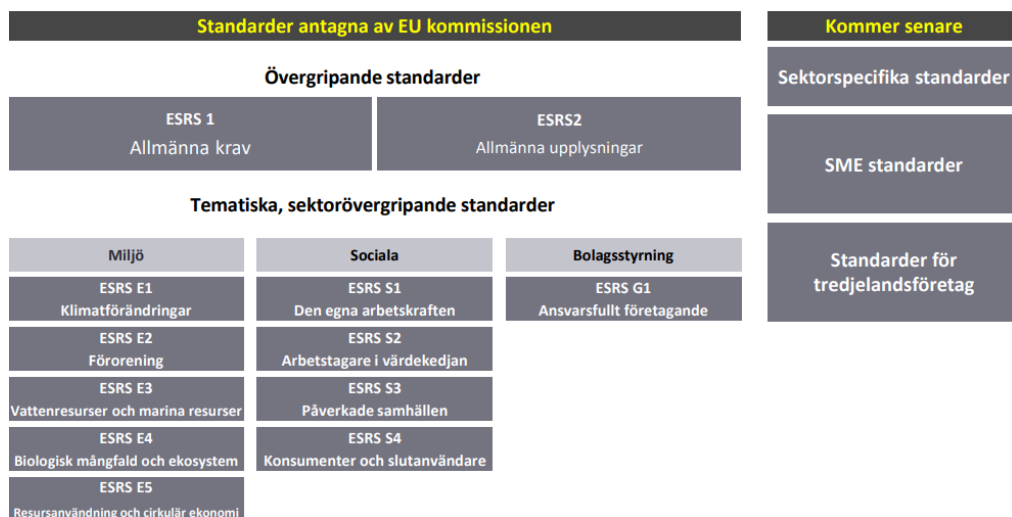 Standarder antagna av EU kommissionen
Övergripande standarder
ESRS 1
Allmänna krav
ESRS2
Allmänna upplysningar
Tematiska, sektorövergripande standarder
Miljö
ESRS E1
Klimatförändringar
ESRS E2
Förorening
ESRS E3
Vattenresurser och marina resurser
ESRS E4
Biologisk mångfald och ekosystem
ESRS E5
Resursanvändning och cirkulär ekonomi
Sociala
ESRS S1
Den egna arbetskraften
ESRS S2
Arbetstagare i värdekedjan
ESRS S3
Påverkade samhällen
ESRS S4
Konsumenter och slutanvändare
Bolagsstyrning
ESRS G1
Ansvarsfullt företagande
Kommer senare
Sektorspecifika standarder
SME standarder
Standarder för
tredjelandsföretag